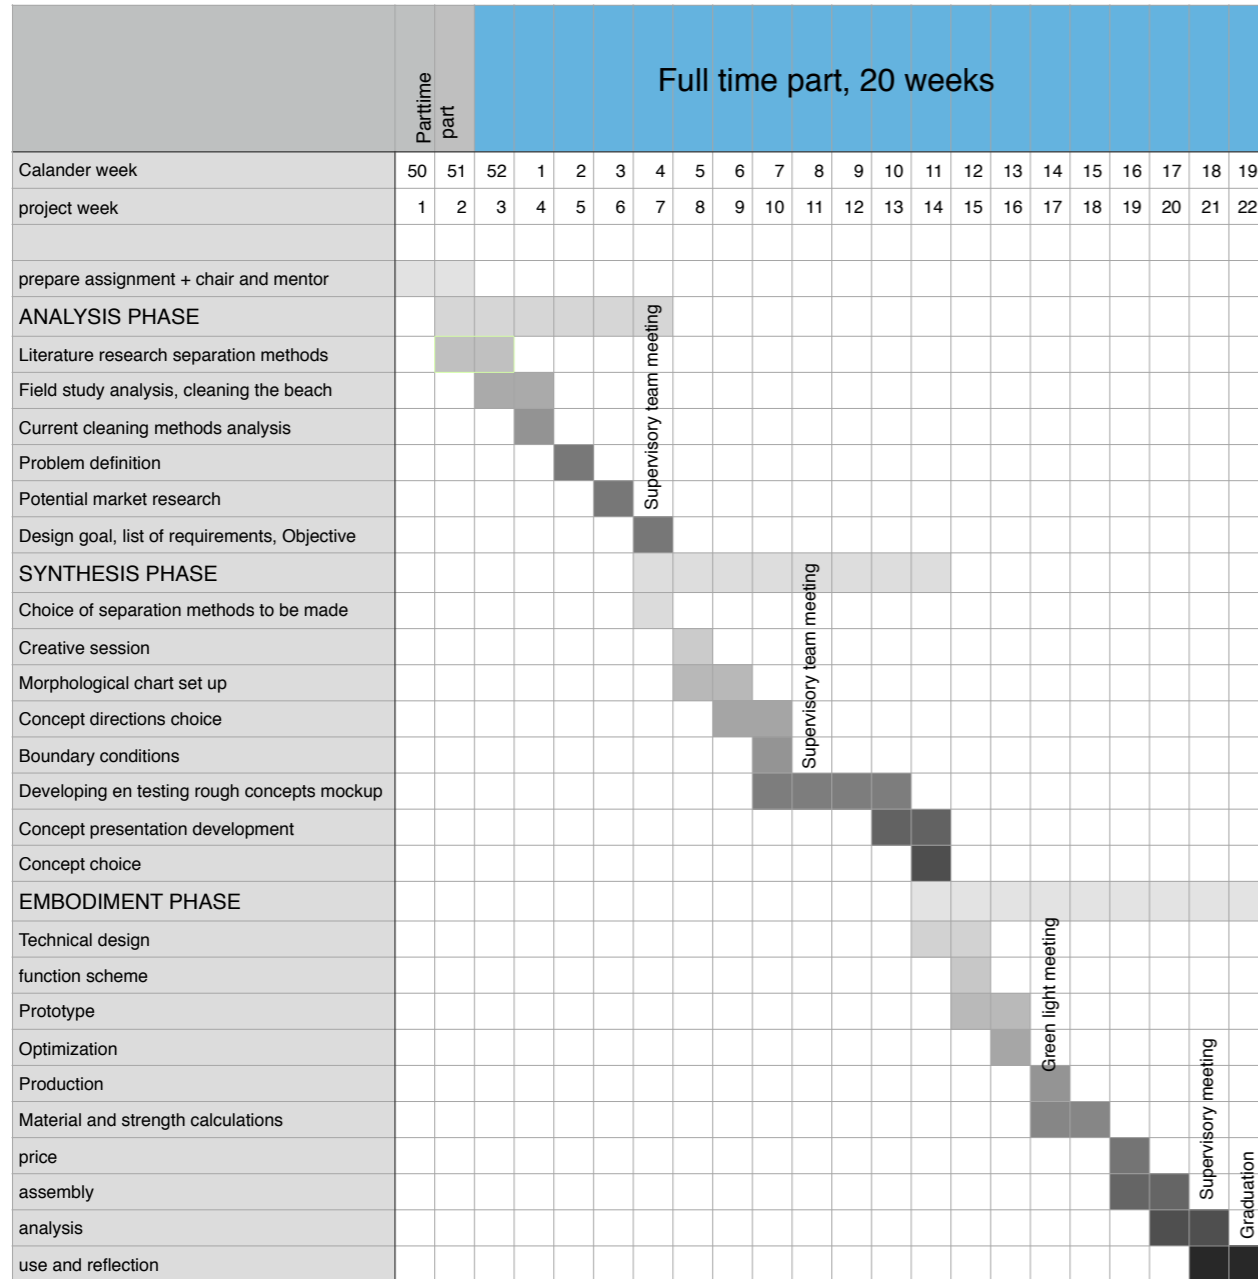 Parttime
part
Full time part, 20 weeks
Calander week 50 51 52 1 2 3 4 5 6 7 8 9 10 11 12 13 14 15 16 17 18 19
project week 1 2 3 4 5 6 7 8 9 10 11 12 13 14 15 16 17 18 19 20 21 22
prepare assignment + chair and mentor
ANALYSIS PHASE
Literature research separation methods
Field study analysis, cleaning the beach
Current cleaning methods analysis
Problem definition
Potential market research
Design goal, list of requirements, Objective
Supervisory team meeting
SYNTHESIS PHASE
Choice of separation methods to be made
Creative session
Morphological chart set up
Concept directions choice
Boundary conditions
Developing en testing rough concepts mockup
Concept presentation development
Concept choice
Supervisory team meeting
EMBODIMENT PHASE
Technical design
function scheme
Prototype
Optimization
Production
Material and strength calculations
price
assembly
analysis
use and reflection
Green light meeting
Supervisory meeting
Graduation